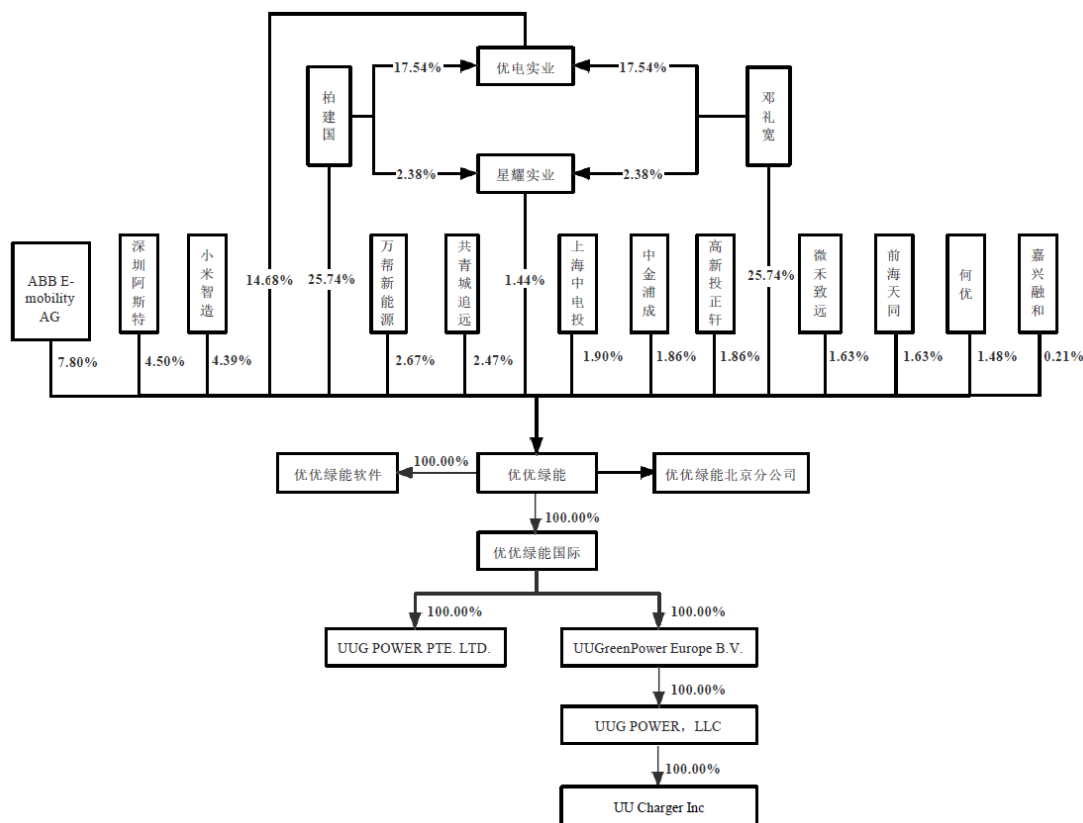 优电实业
17.54%
17.54%
柏建国
邓礼宽
星耀实业
2.38%
2.38%
ABB E-
mobility
AG
深圳阿斯特
小米智造
14.68%
25.74%
万帮新能源
共青城追远
1.44%
上海中电投
中金浦成
高新投正轩
25.74%
微禾致远
前海天同
何优
嘉兴融和
7.80%
4.50%
4.39%
2.67%
2.47%
1.90%
1.86%
1.86%
1.63%
1.63%
1.48%
0.21%
优优绿能软件
100.00%
优优绿能
优优绿能北京分公司
100.00%
优优绿能国际
100.00%
100.00%
UUG POWER PTE. LTD.
UUGreenPower Europe B.V.
100.00%
UUG POWER，LLC
100.00%
UU Charger Inc